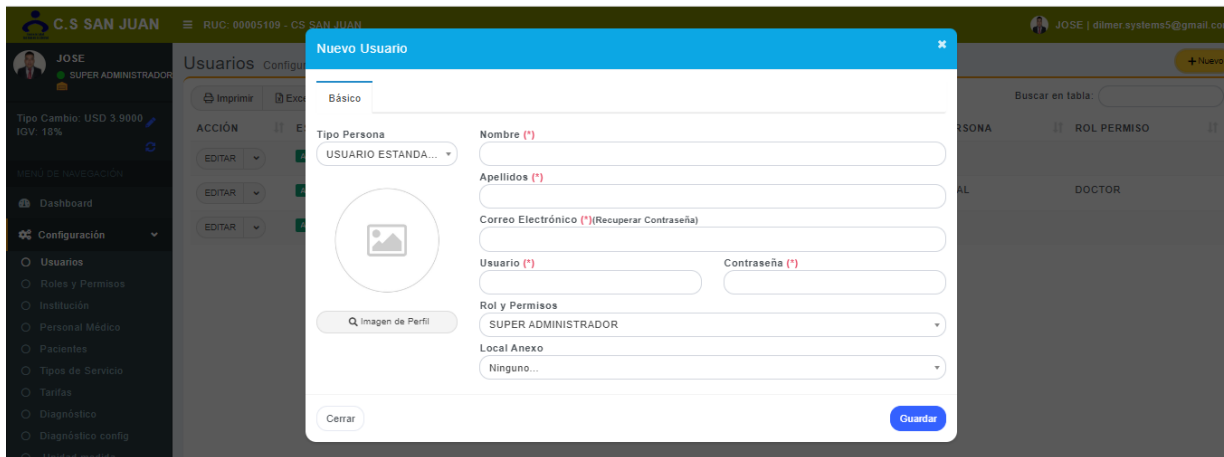 C.S SAN JUAN
RUC: 00005109 - CS SAN JUAN
JOSE | dilmer.systems5@gmail.co
JOSE
SUPER ADMINISTRADOR
Tipo Cambio: USD 3.9000
IGV: 18%
MENÚ DE NAVEGACIÓN
Dashboard
Configuración
Usuarios
Roles y Permisos
Institución
Personal Médico
Pacientes
Tipos de Servicio
Tarifas
Diagnóstico
Diagnóstico config
Unidad medida
Usuarios Configu
+ Nuevo
Imprimir
Exce
Buscar en tabla:
ACCIÓN
E
RSONA
ROL PERMISO
EDITAR
A
EDITAR
A
AL
DOCTOR
EDITAR
A
Nuevo Usuario
Básico
Tipo Persona
USUARIO ESTANDA...
Imagen de Perfil
Nombre (*)
Apellidos (*)
Correo Electrónico (*)(Recuperar Contraseña)
Usuario (*)
Contraseña (*)
Rol y Permisos
SUPER ADMINISTRADOR
Local Anexo
Ninguno...
Cerrar
Guardar